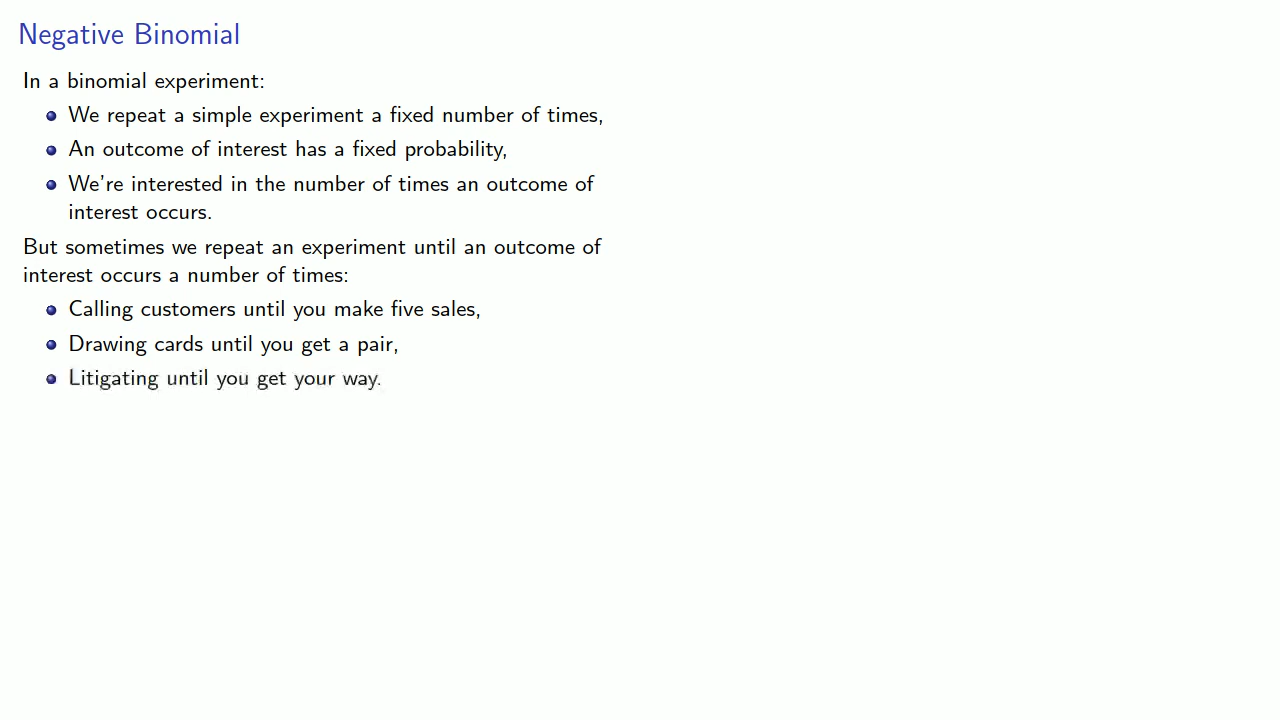 Negative Binomial
In a binomial experiment:
We repeat a simple experiment a fixed number of times,
An outcome of interest has a fixed probability,
We're interested in the number of times an outcome of
interest occurs.
But sometimes we repeat an experiment until an outcome of
interest occurs a number of times:
Calling customers until you make five sales,
Drawing cards until you get a pair,
Litigating until you get your way.